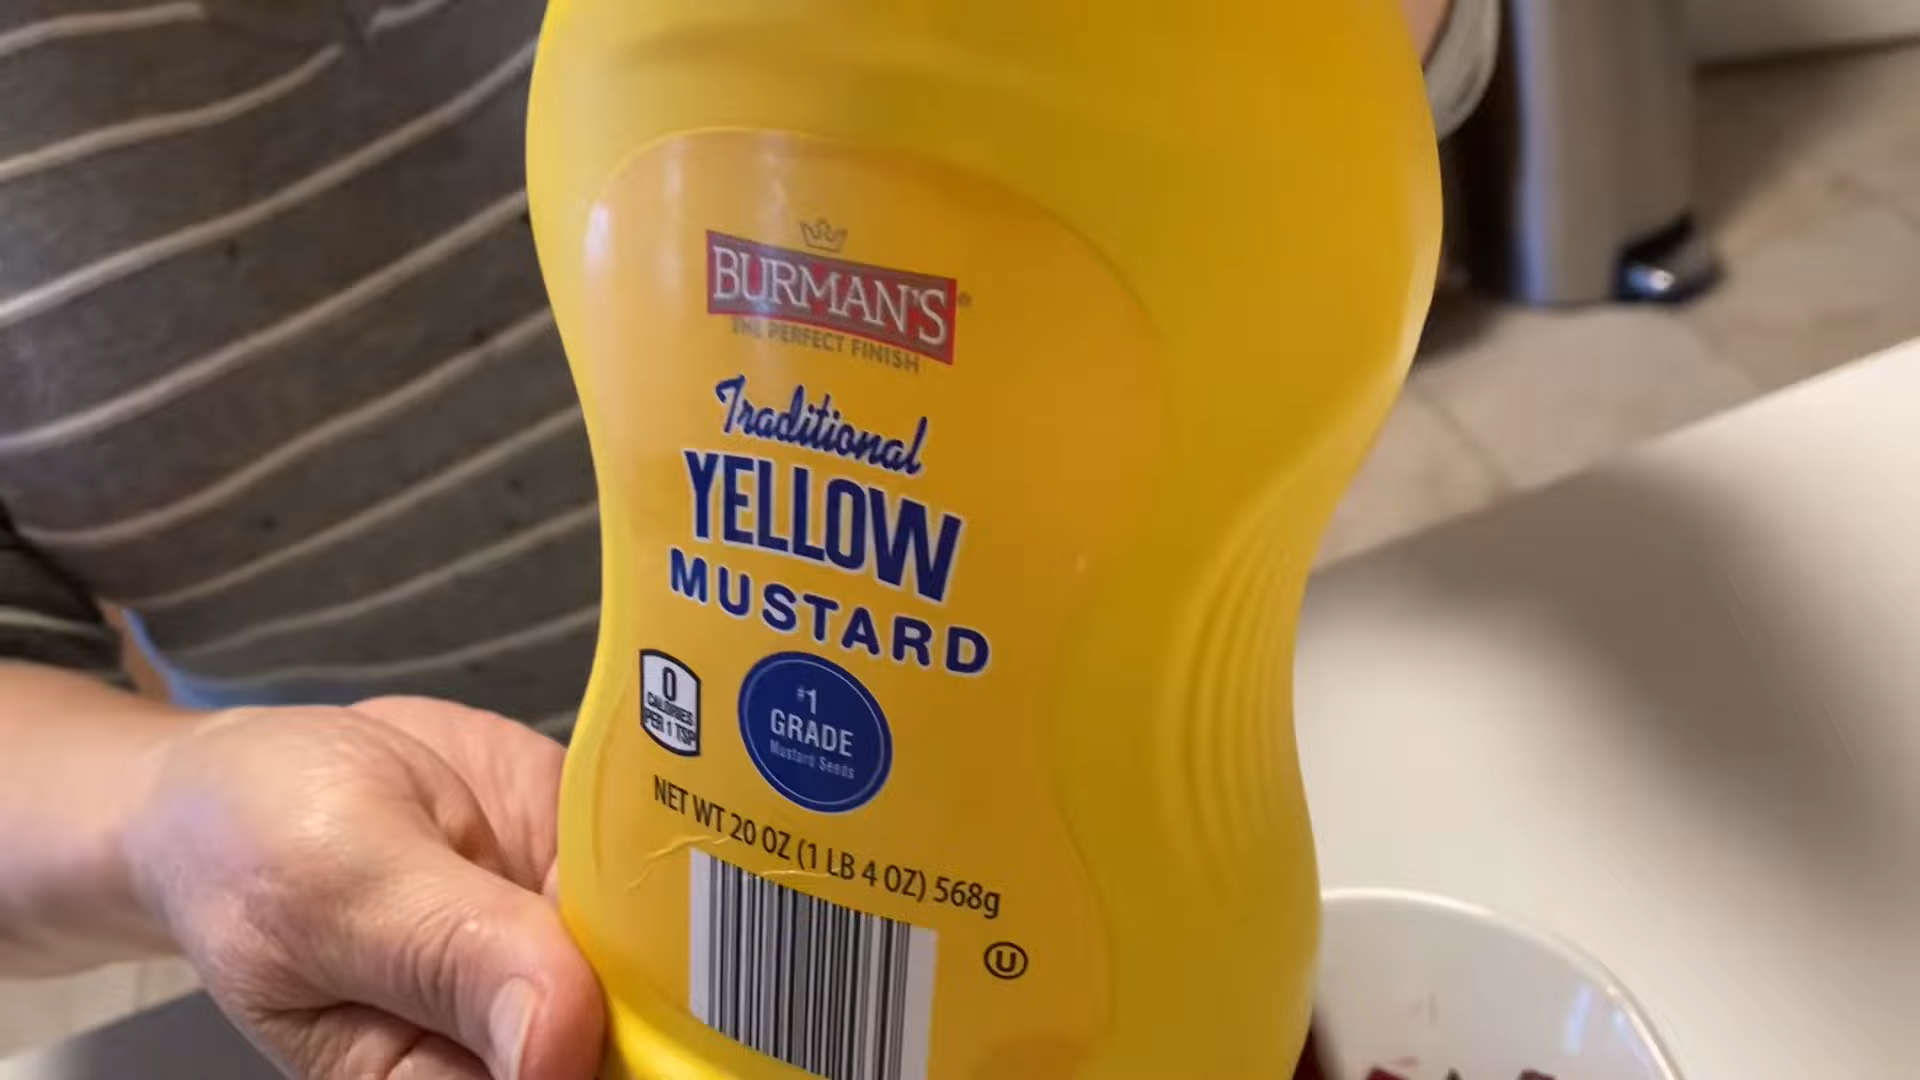 BURMAN'S®
THE PERFECT FINISH
Traditional
YELLOW
MUSTARD
0
CALORIES
PER 1 TSP
#1
GRADE
Mustard Seeds
NET WT 20 OZ (1 LB 4 OZ) 568g
U